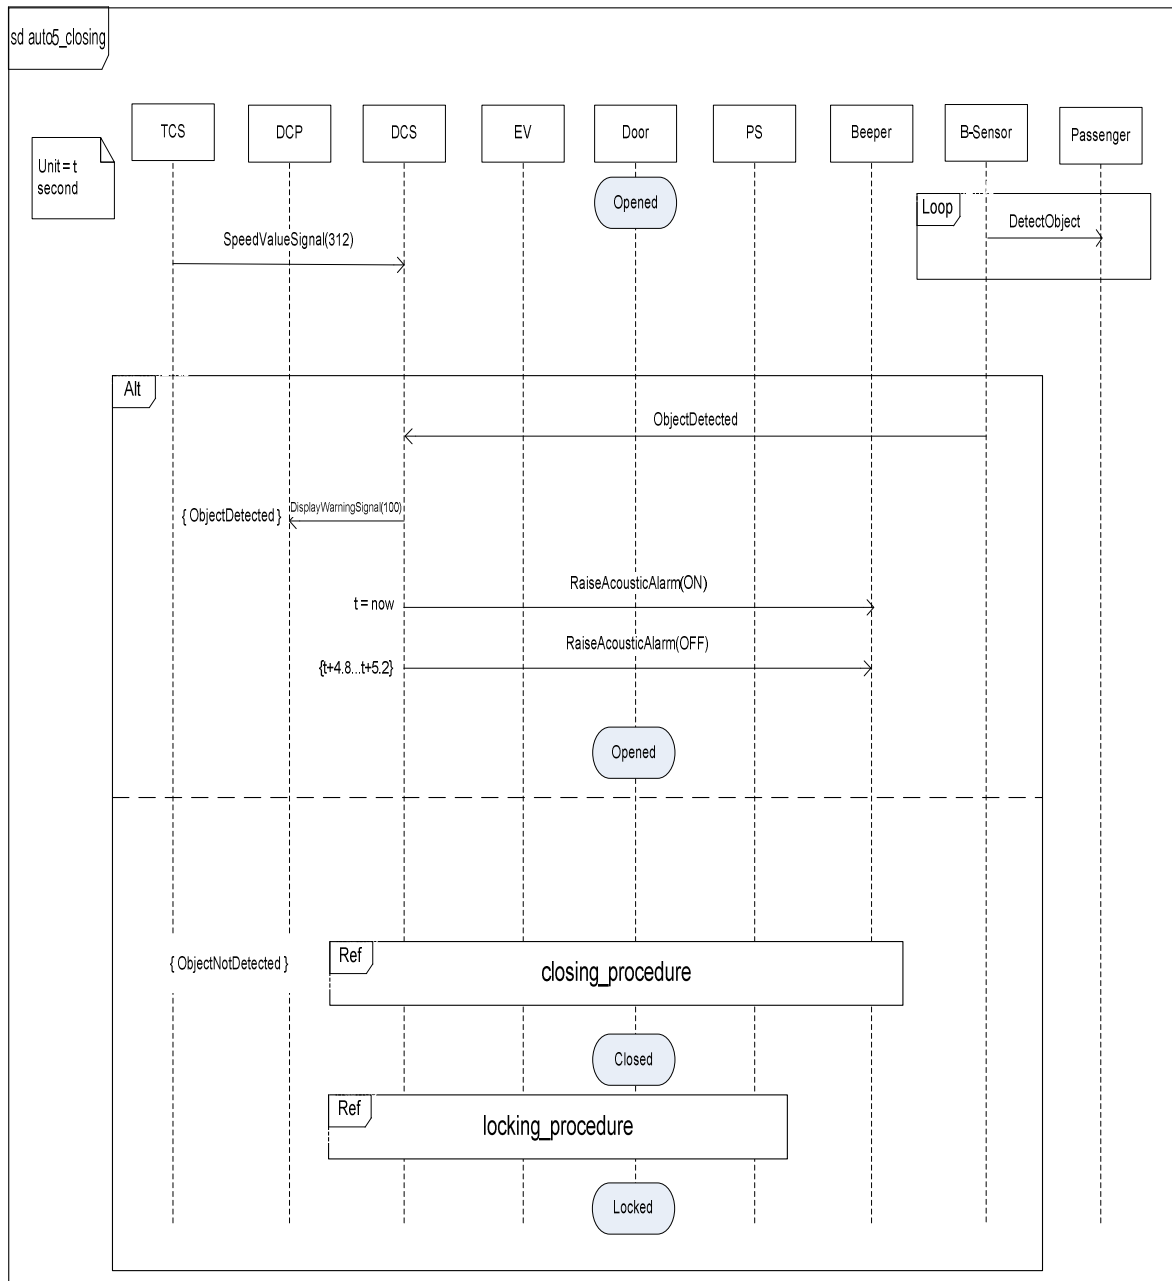 sd auto5_closing
TCS
DCP
DCS
EV
Door
PS
Beeper
B-Sensor
Passenger
Unit = t
second
Opened
Loop
DetectObject
SpeedValueSignal(312)
Alt
ObjectDetected
{ ObjectDetected }
DisplayWarningSignal(100)
RaiseAcousticAlarm(ON)
t = now
RaiseAcousticAlarm(OFF)
{t+4.8...t+5.2}
Opened
{ ObjectNotDetected }
Ref
closing_procedure
Closed
Ref
locking_procedure
Locked